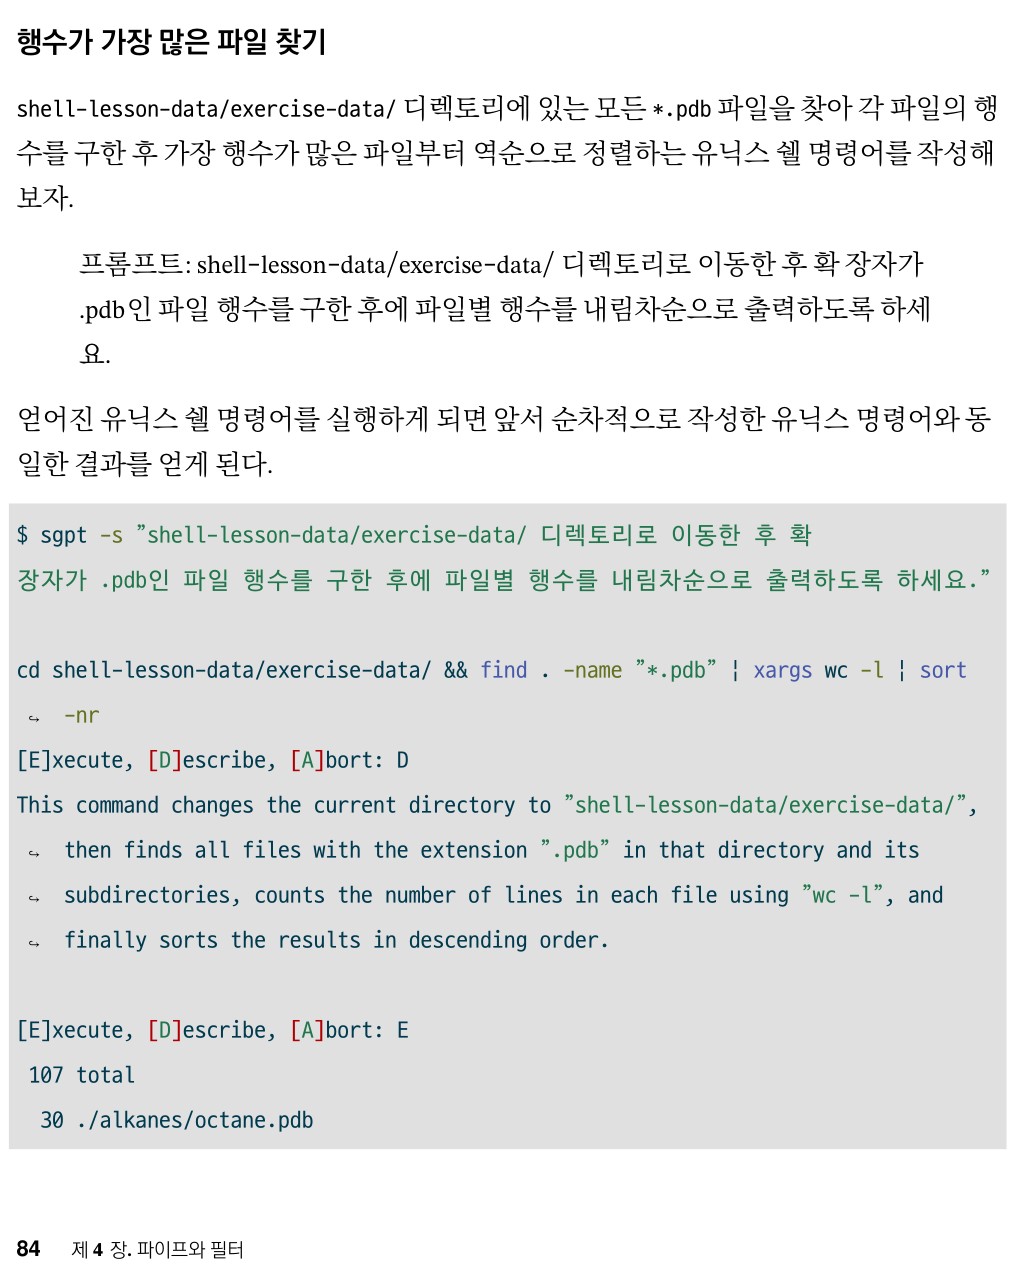 행수가 가장 많은 파일 찾기
shell-lesson-data/exercise-data/ 디렉토리에 있는 모든 *.pdb 파일을 찾아 각 파일의 행
수를 구한 후 가장 행수가 많은 파일부터 역순으로 정렬하는 유닉스 쉘 명령어를 작성해
보자.
프롬프트: shell-lesson-data/exercise-data/ 디렉토리로 이동한 후 확 장자가
.pdb인 파일 행수를 구한 후에 파일별 행수를 내림차순으로 출력하도록 하세
요.
얻어진 유닉스 쉘 명령어를 실행하게 되면 앞서 순차적으로 작성한 유닉스 명령어와 동
일한 결과를 얻게 된다.
$ sgpt -s ”shell-lesson-data/exercise-data/ 디렉토리로 이동한 후 확
장자가 .pdb인 파일 행수를 구한 후에 파일별 행수를 내림차순으로 출력하도록 하세요.”
cd shell-lesson-data/exercise-data/ && find . -name ”*.pdb” | xargs wc -l | sort
↪ -nr
[E]xecute, [D]escribe, [A]bort: D
This command changes the current directory to ”shell-lesson-data/exercise-data/”,
↪ then finds all files with the extension ”.pdb” in that directory and its
↪ subdirectories, counts the number of lines in each file using ”wc -l”, and
↪ finally sorts the results in descending order.
[E]xecute, [D]escribe, [A]bort: E
107 total
30 ./alkanes/octane.pdb
84 제 4 장. 파이프와 필터